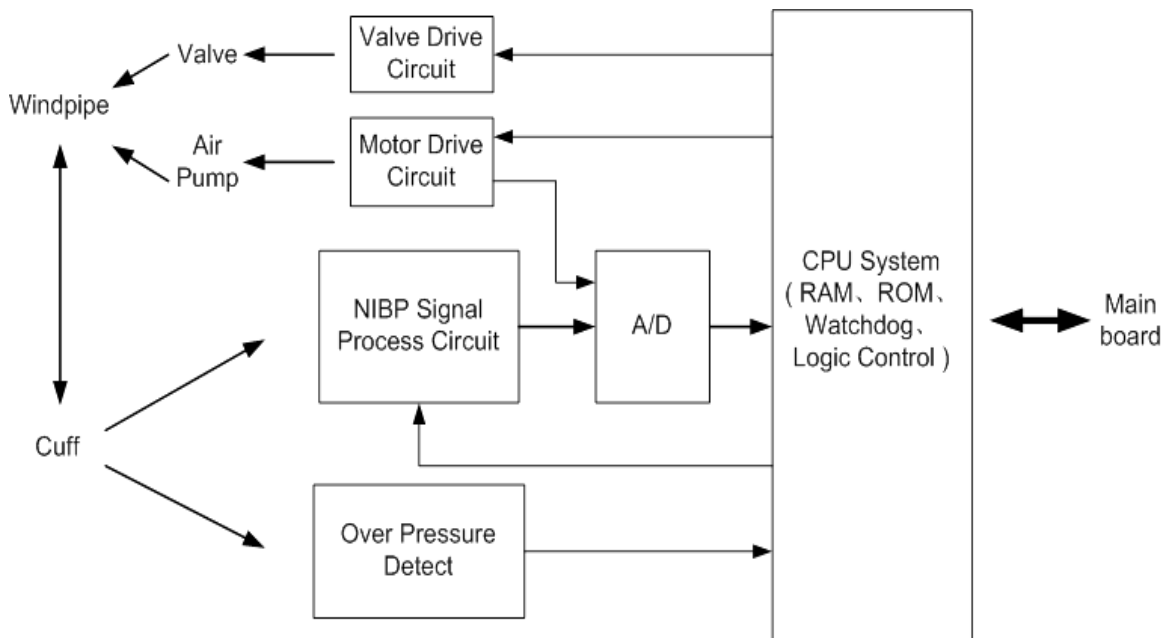 Valve Drive
Circuit
Valve
Windpipe
Motor Drive
Circuit
Air
Pump
NIBP Signal
Process Circuit
A/D
CPU System
( RAM、ROM、
Watchdog、
Logic Control )
Main
board
Cuff
Over Pressure
Detect